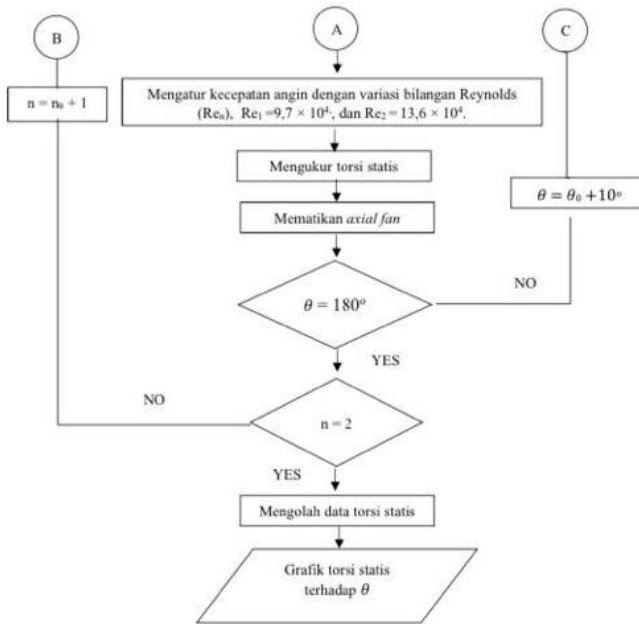 B
A
C
n = n₀ + 1
Mengatur kecepatan angin dengan variasi bilangan Reynolds
(Reₙ), Re₁ =9,7 × 10⁴, dan Re₂ = 13,6 × 10⁴.
Mengukur torsi statis
θ = θ₀ +10°
Mematikan axial fan
θ = 180°
NO
YES
NO
n = 2
YES
Mengolah data torsi statis
Grafik torsi statis
terhadap θ